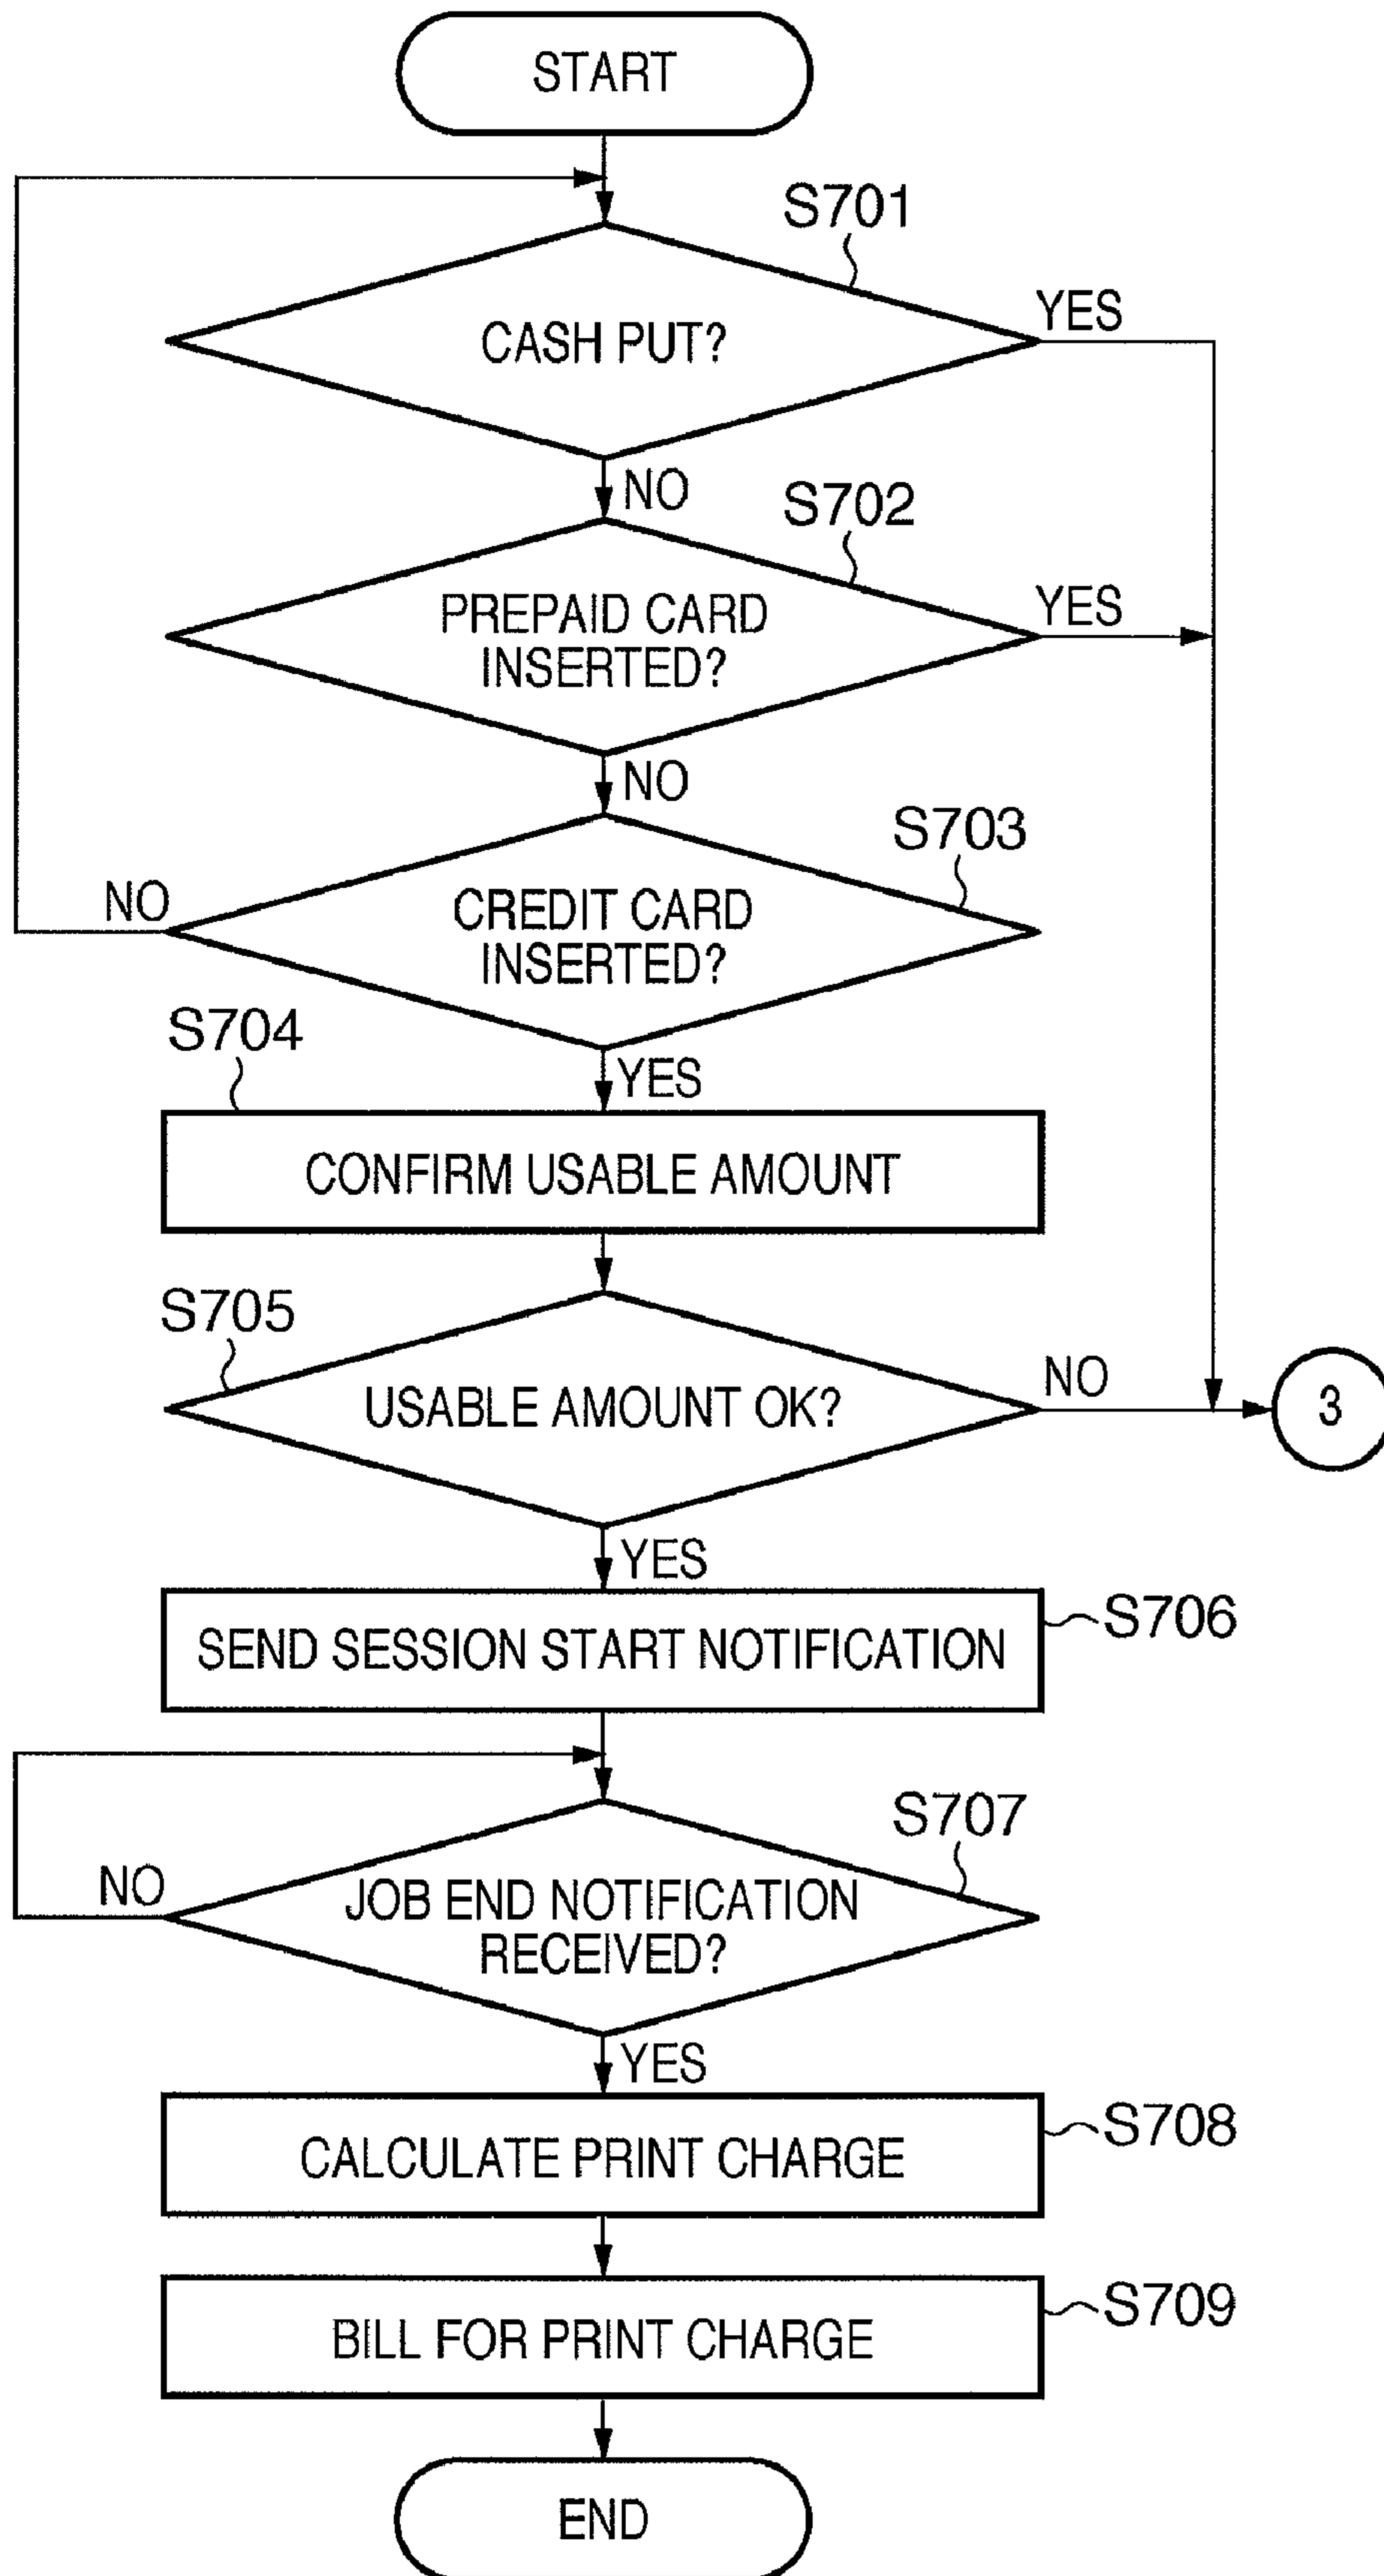 START
S701
CASH PUT?
YES
NO
S702
PREPAID CARD
INSERTED?
YES
NO
S703
CREDIT CARD
INSERTED?
NO
S704
YES
CONFIRM USABLE AMOUNT
S705
USABLE AMOUNT OK?
NO
3
YES
SEND SESSION START NOTIFICATION
S706
S707
JOB END NOTIFICATION
RECEIVED?
NO
YES
CALCULATE PRINT CHARGE
S708
BILL FOR PRINT CHARGE
S709
END